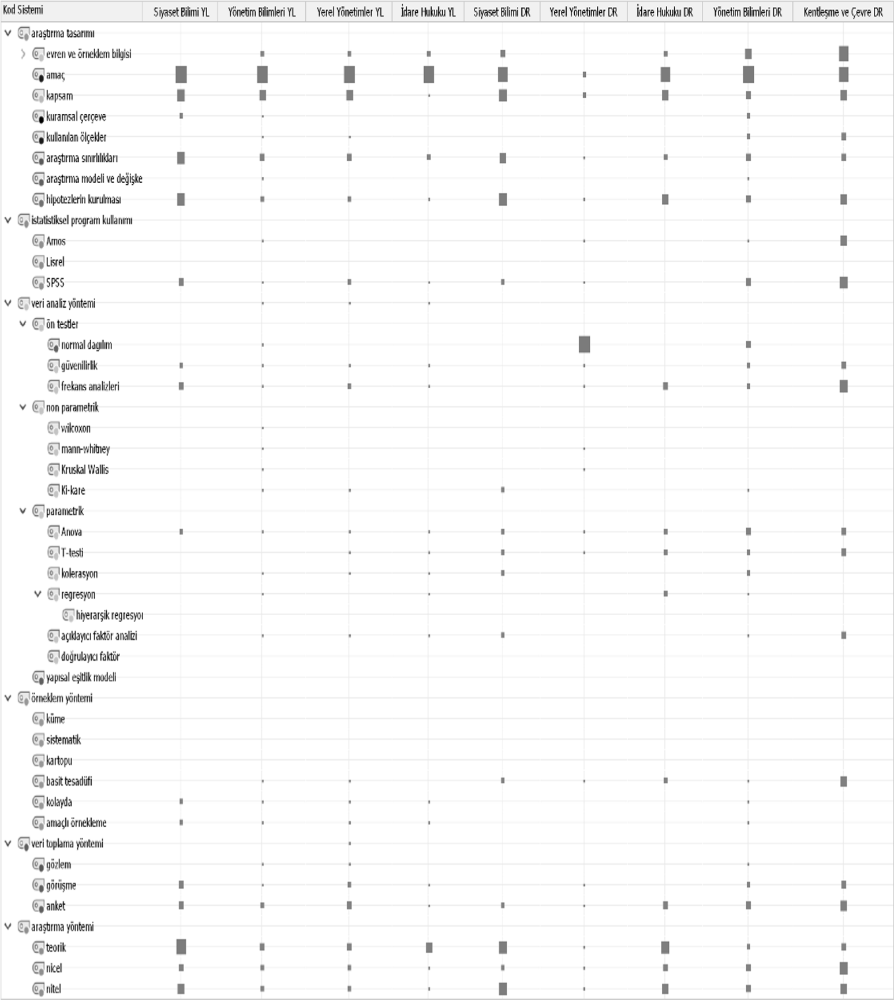 Kod Sistemi Siyaset Bilimi YL Yönetim Bilimleri YL Yerel Yönetimler YL İdare Hukuku YL Siyaset Bilimi DR Yerel Yönetimler DR İdare Hukuku DR Yönetim Bilimleri DR Kentleşme ve Çevre DR
araştırma tasarımı
evren ve örneklem bilgisi
amaç
kapsam
kuramsal çerçeve
kullanılan ölçekler
araştırma sınırlılıkları
araştırma modeli ve değişke
hipotezlerin kurulması
istatistiksel program kullanımı
Amos
Lisrel
SPSS
veri analiz yöntemi
ön testler
normal dagılım
güvenilirlik
frekans analizleri
non parametrik
wilcoxon
mann-whitney
Kruskal Wallis
Ki-kare
parametrik
Anova
T-testi
kolerasyon
regresyon
hiyerarşik regresyoı
açıklayıcı faktör analizi
doğrulayıcı faktör
yapısal eşitlik modeli
örneklem yöntemi
küme
sistematik
kartopu
basit tesadüfi
kolayda
amaçlı örnekleme
veri toplama yöntemi
gözlem
görüşme
anket
araştırma yöntemi
teorik
nicel
nitel